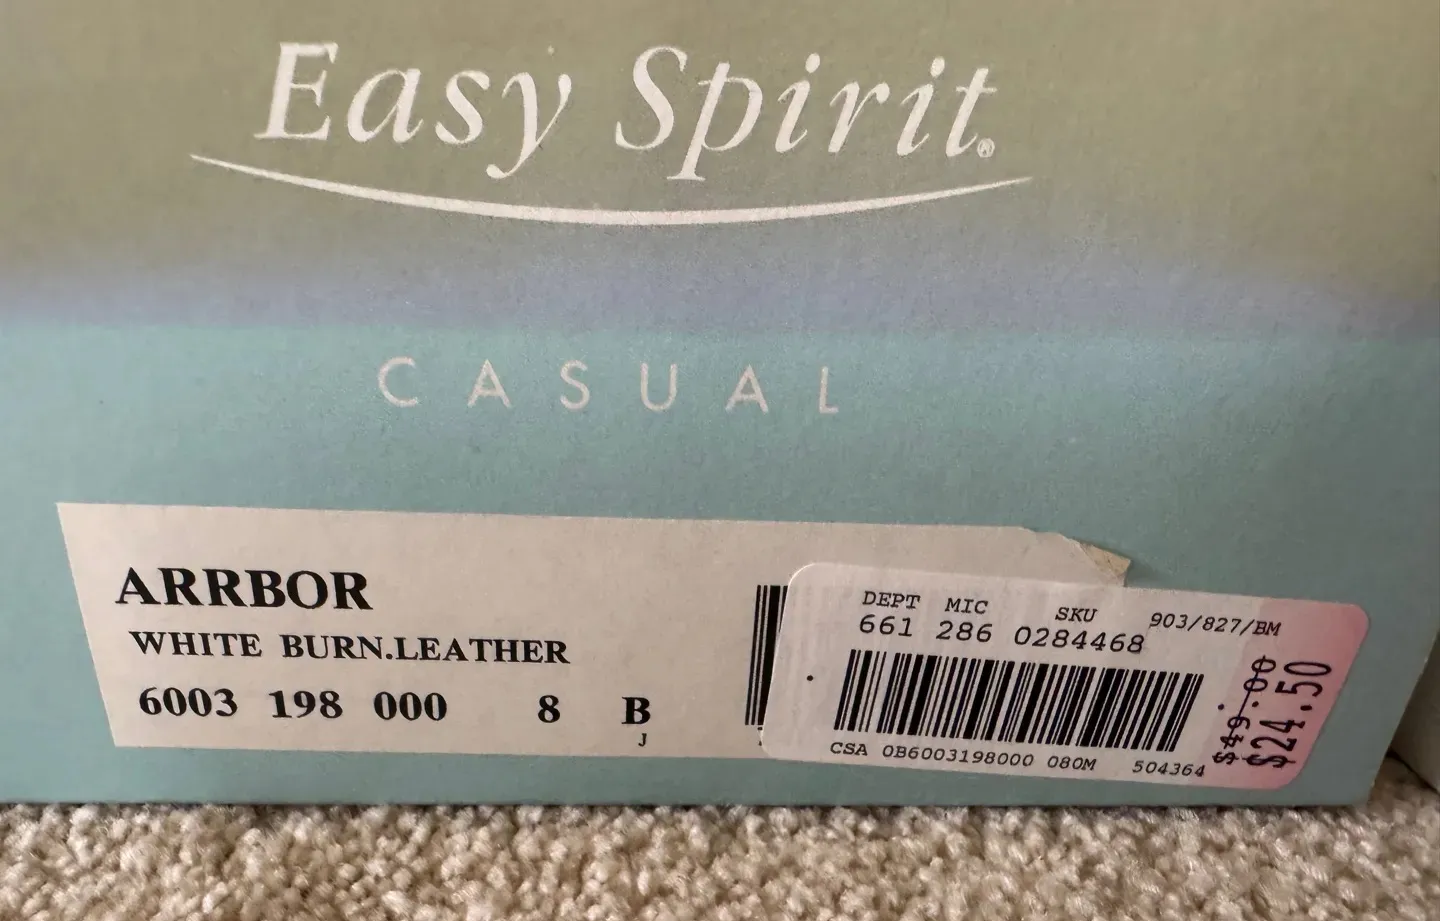 Easy Spirit®
CASUAL
ARRBOR
WHITE BURN.LEATHER
6003 198 000 8 B
J
DEPT MIC SKU 903/827/BM
661 286 0284468
CSA 0B6003198000 080M 504364
$49.00
$24.50